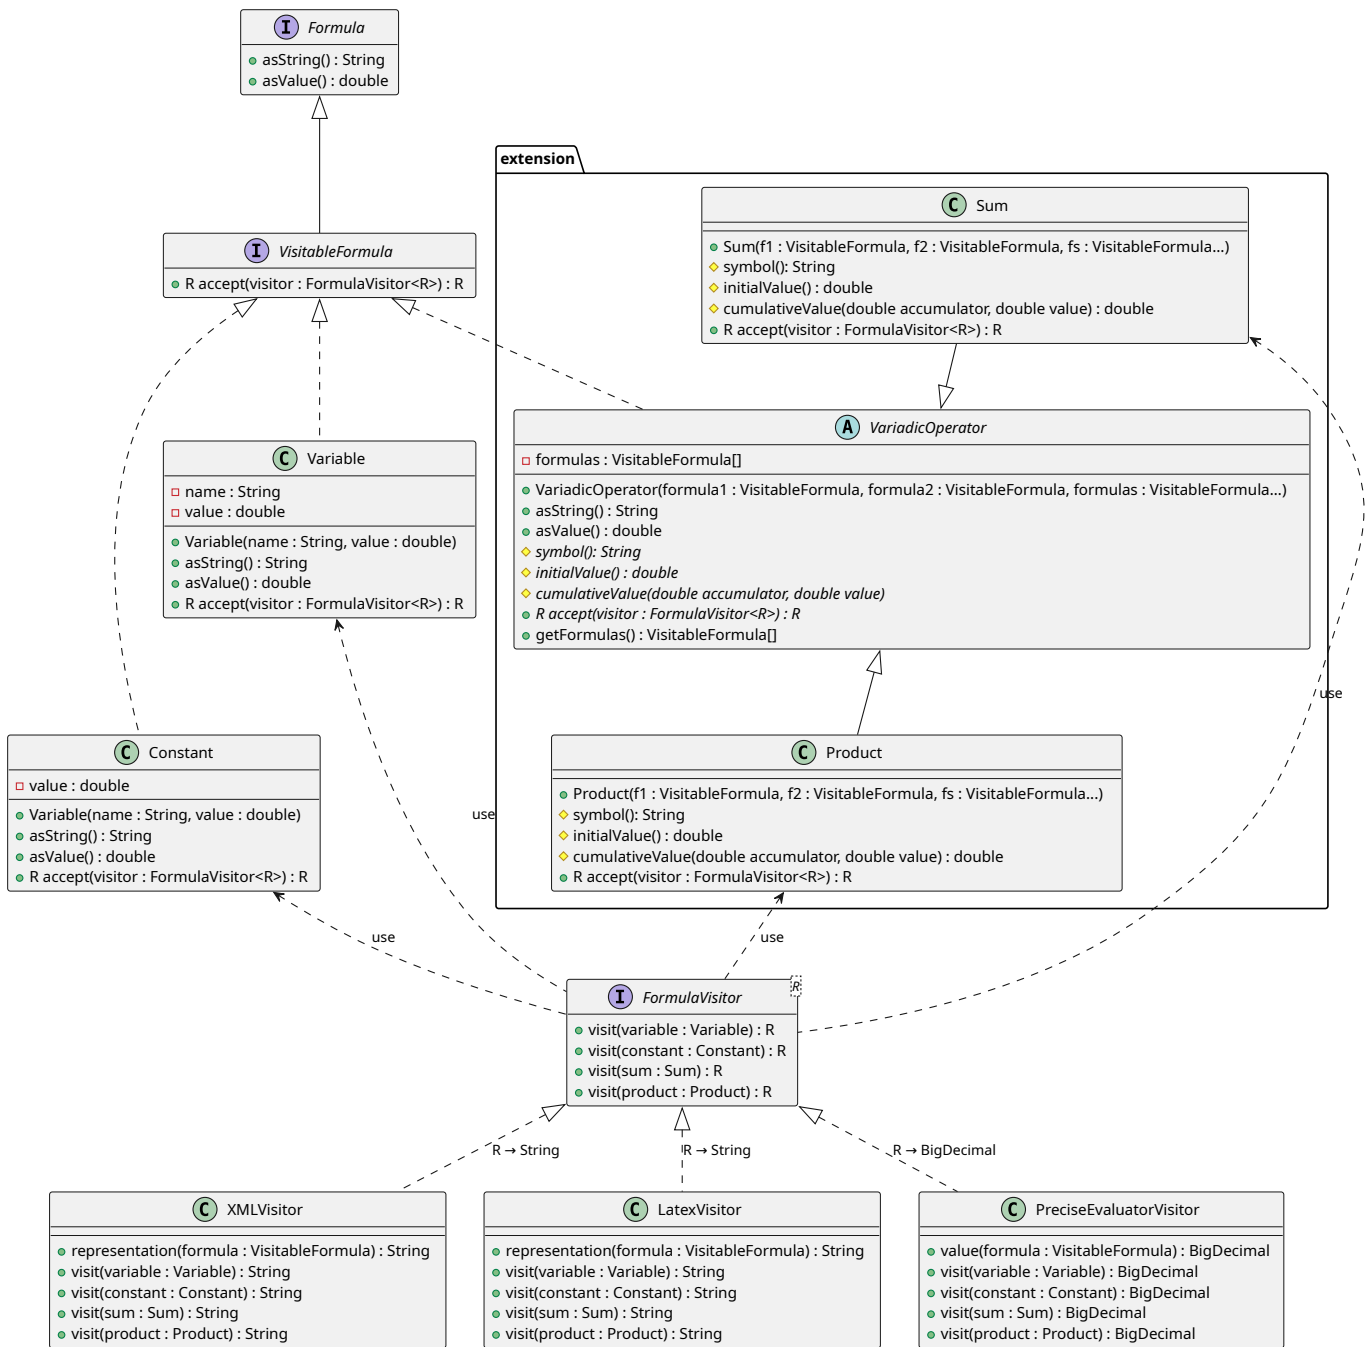 I Formula
asString() : String
asValue() : double
extension
C Sum
Sum(f1 : VisitableFormula, f2 : VisitableFormula, fs : VisitableFormula...)
symbol(): String
initialValue() : double
cumulativeValue(double accumulator, double value) : double
R accept(visitor : FormulaVisitor<R>) : R
I VisitableFormula
R accept(visitor : FormulaVisitor<R>) : R
A VariadicOperator
formulas : VisitableFormula[]
VariadicOperator(formula1 : VisitableFormula, formula2 : VisitableFormula, formulas : VisitableFormula...)
asString() : String
asValue() : double
symbol(): String
initialValue() : double
cumulativeValue(double accumulator, double value)
R accept(visitor : FormulaVisitor<R>) : R
getFormulas() : VisitableFormula[]
C Variable
name : String
value : double
Variable(name : String, value : double)
asString() : String
asValue() : double
R accept(visitor : FormulaVisitor<R>) : R
use
C Constant
value : double
Variable(name : String, value : double)
asString() : String
asValue() : double
R accept(visitor : FormulaVisitor<R>) : R
use
C Product
Product(f1 : VisitableFormula, f2 : VisitableFormula, fs : VisitableFormula...)
symbol(): String
initialValue() : double
cumulativeValue(double accumulator, double value) : double
R accept(visitor : FormulaVisitor<R>) : R
use
use
I FormulaVisitor R
visit(variable : Variable) : R
visit(constant : Constant) : R
visit(sum : Sum) : R
visit(product : Product) : R
R → String
R → String
R → BigDecimal
C XMLVisitor
representation(formula : VisitableFormula) : String
visit(variable : Variable) : String
visit(constant : Constant) : String
visit(sum : Sum) : String
visit(product : Product) : String
C LatexVisitor
representation(formula : VisitableFormula) : String
visit(variable : Variable) : String
visit(constant : Constant) : String
visit(sum : Sum) : String
visit(product : Product) : String
C PreciseEvaluatorVisitor
value(formula : VisitableFormula) : BigDecimal
visit(variable : Variable) : BigDecimal
visit(constant : Constant) : BigDecimal
visit(sum : Sum) : BigDecimal
visit(product : Product) : BigDecimal